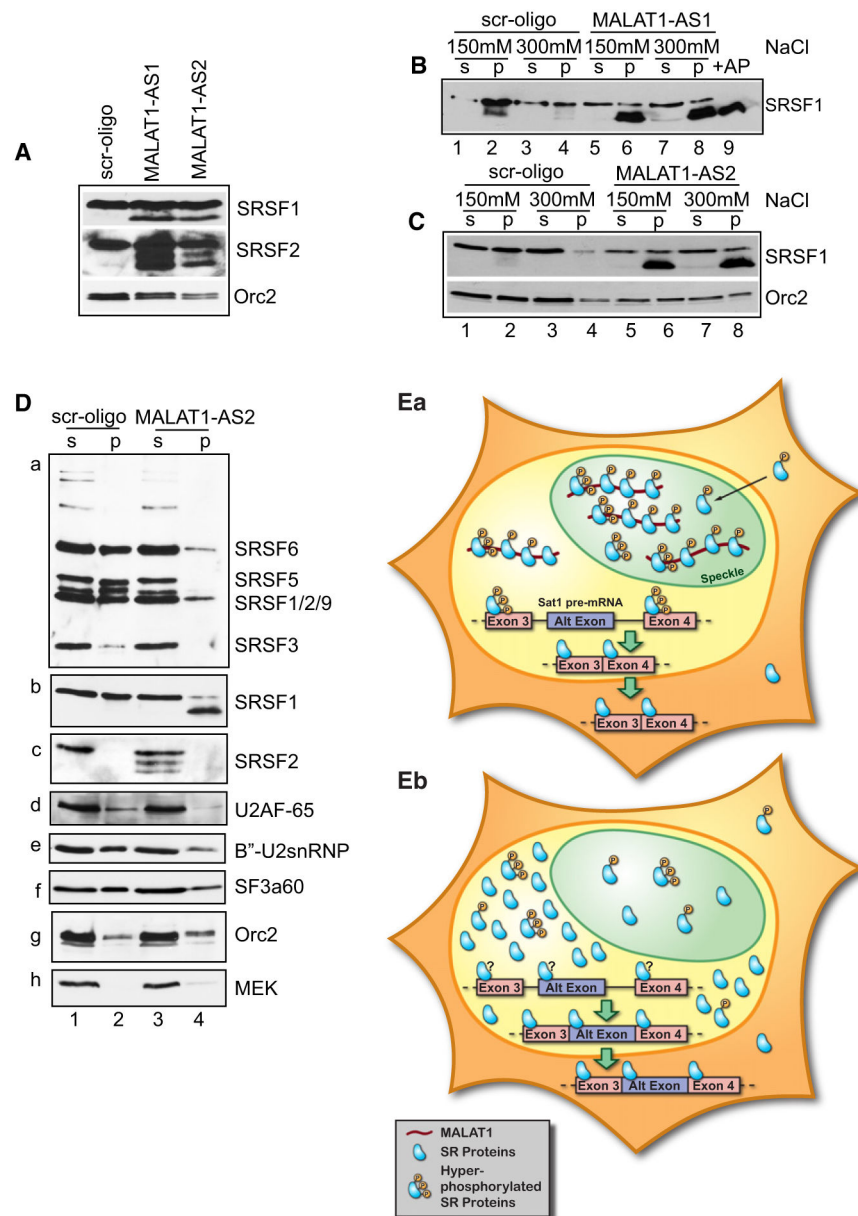 A
scr-oligo
MALAT1-AS1
MALAT1-AS2
SRSF1
SRSF2
Orc2
B
scr-oligo MALAT1-AS1
150mM 300mM 150mM 300mM NaCl
s p s p s p s p +AP
SRSF1
1 2 3 4 5 6 7 8 9
C
scr-oligo MALAT1-AS2
150mM 300mM 150mM 300mM NaCl
s p s p s p s p
SRSF1
Orc2
1 2 3 4 5 6 7 8
D
scr-oligo MALAT1-AS2
s p s p
a
SRSF6
SRSF5
SRSF1/2/9
SRSF3
b SRSF1
c SRSF2
d U2AF-65
e B"-U2snRNP
f SF3a60
g Orc2
h MEK
1 2 3 4
Ea
P P P P P P P
P P P P P P
P P P P P P P P P P P P
Speckle
P P P Sat1 pre-mRNA P P P
Exon 3 Alt Exon Exon 4
Exon 3 Exon 4
Exon 3 Exon 4
Eb
P
P P P P P P P
P P P P P
? ? ?
Exon 3 Alt Exon Exon 4
P
Exon 3 Alt Exon Exon 4
Exon 3 Alt Exon Exon 4
MALAT1
SR Proteins
P P P
Hyper-
phosphorylated
SR Proteins